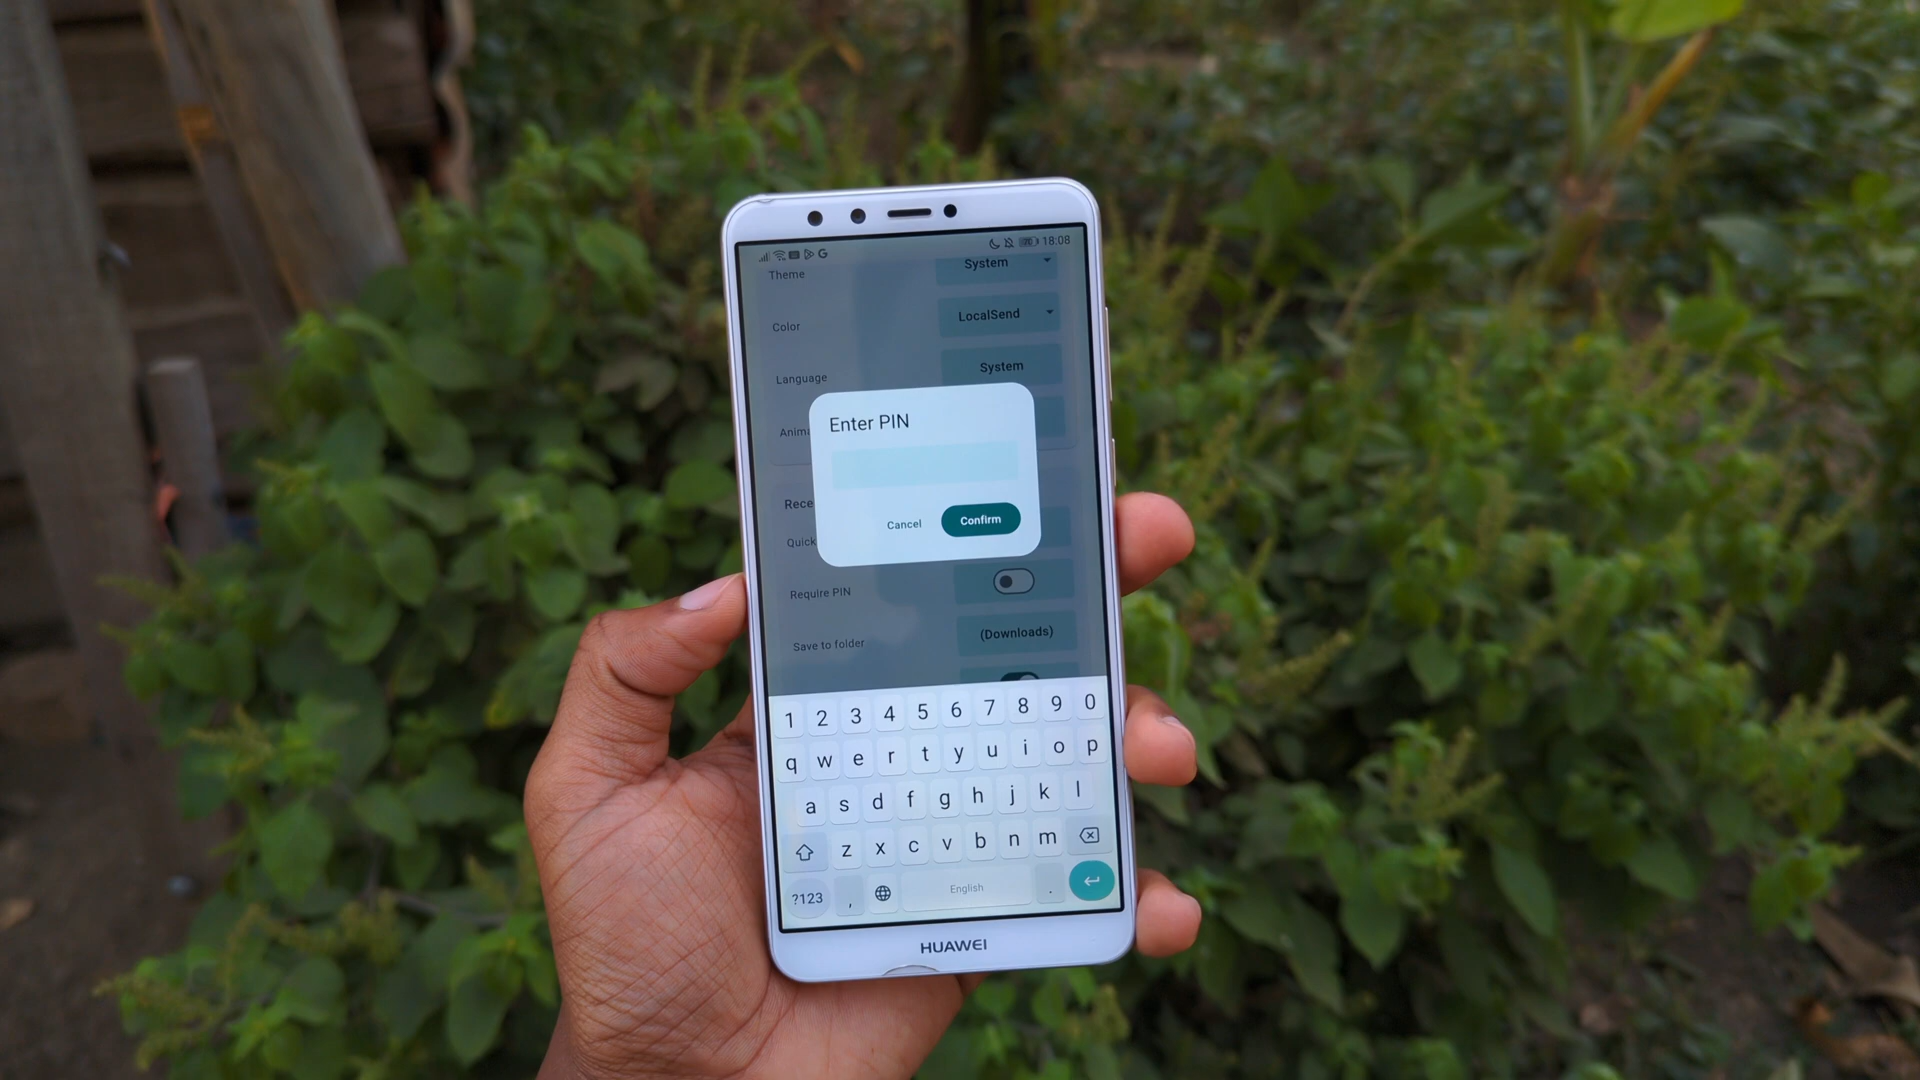 18:08
Theme System
Color LocalSend
Language System
Anima
Enter PIN
Rece
Cancel Confirm
Quick
Require PIN
Save to folder (Downloads)
1 2 3 4 5 6 7 8 9 0
q w e r t y u i o p
a s d f g h j k l
z x c v b n m
?123 , English .
HUAWEI